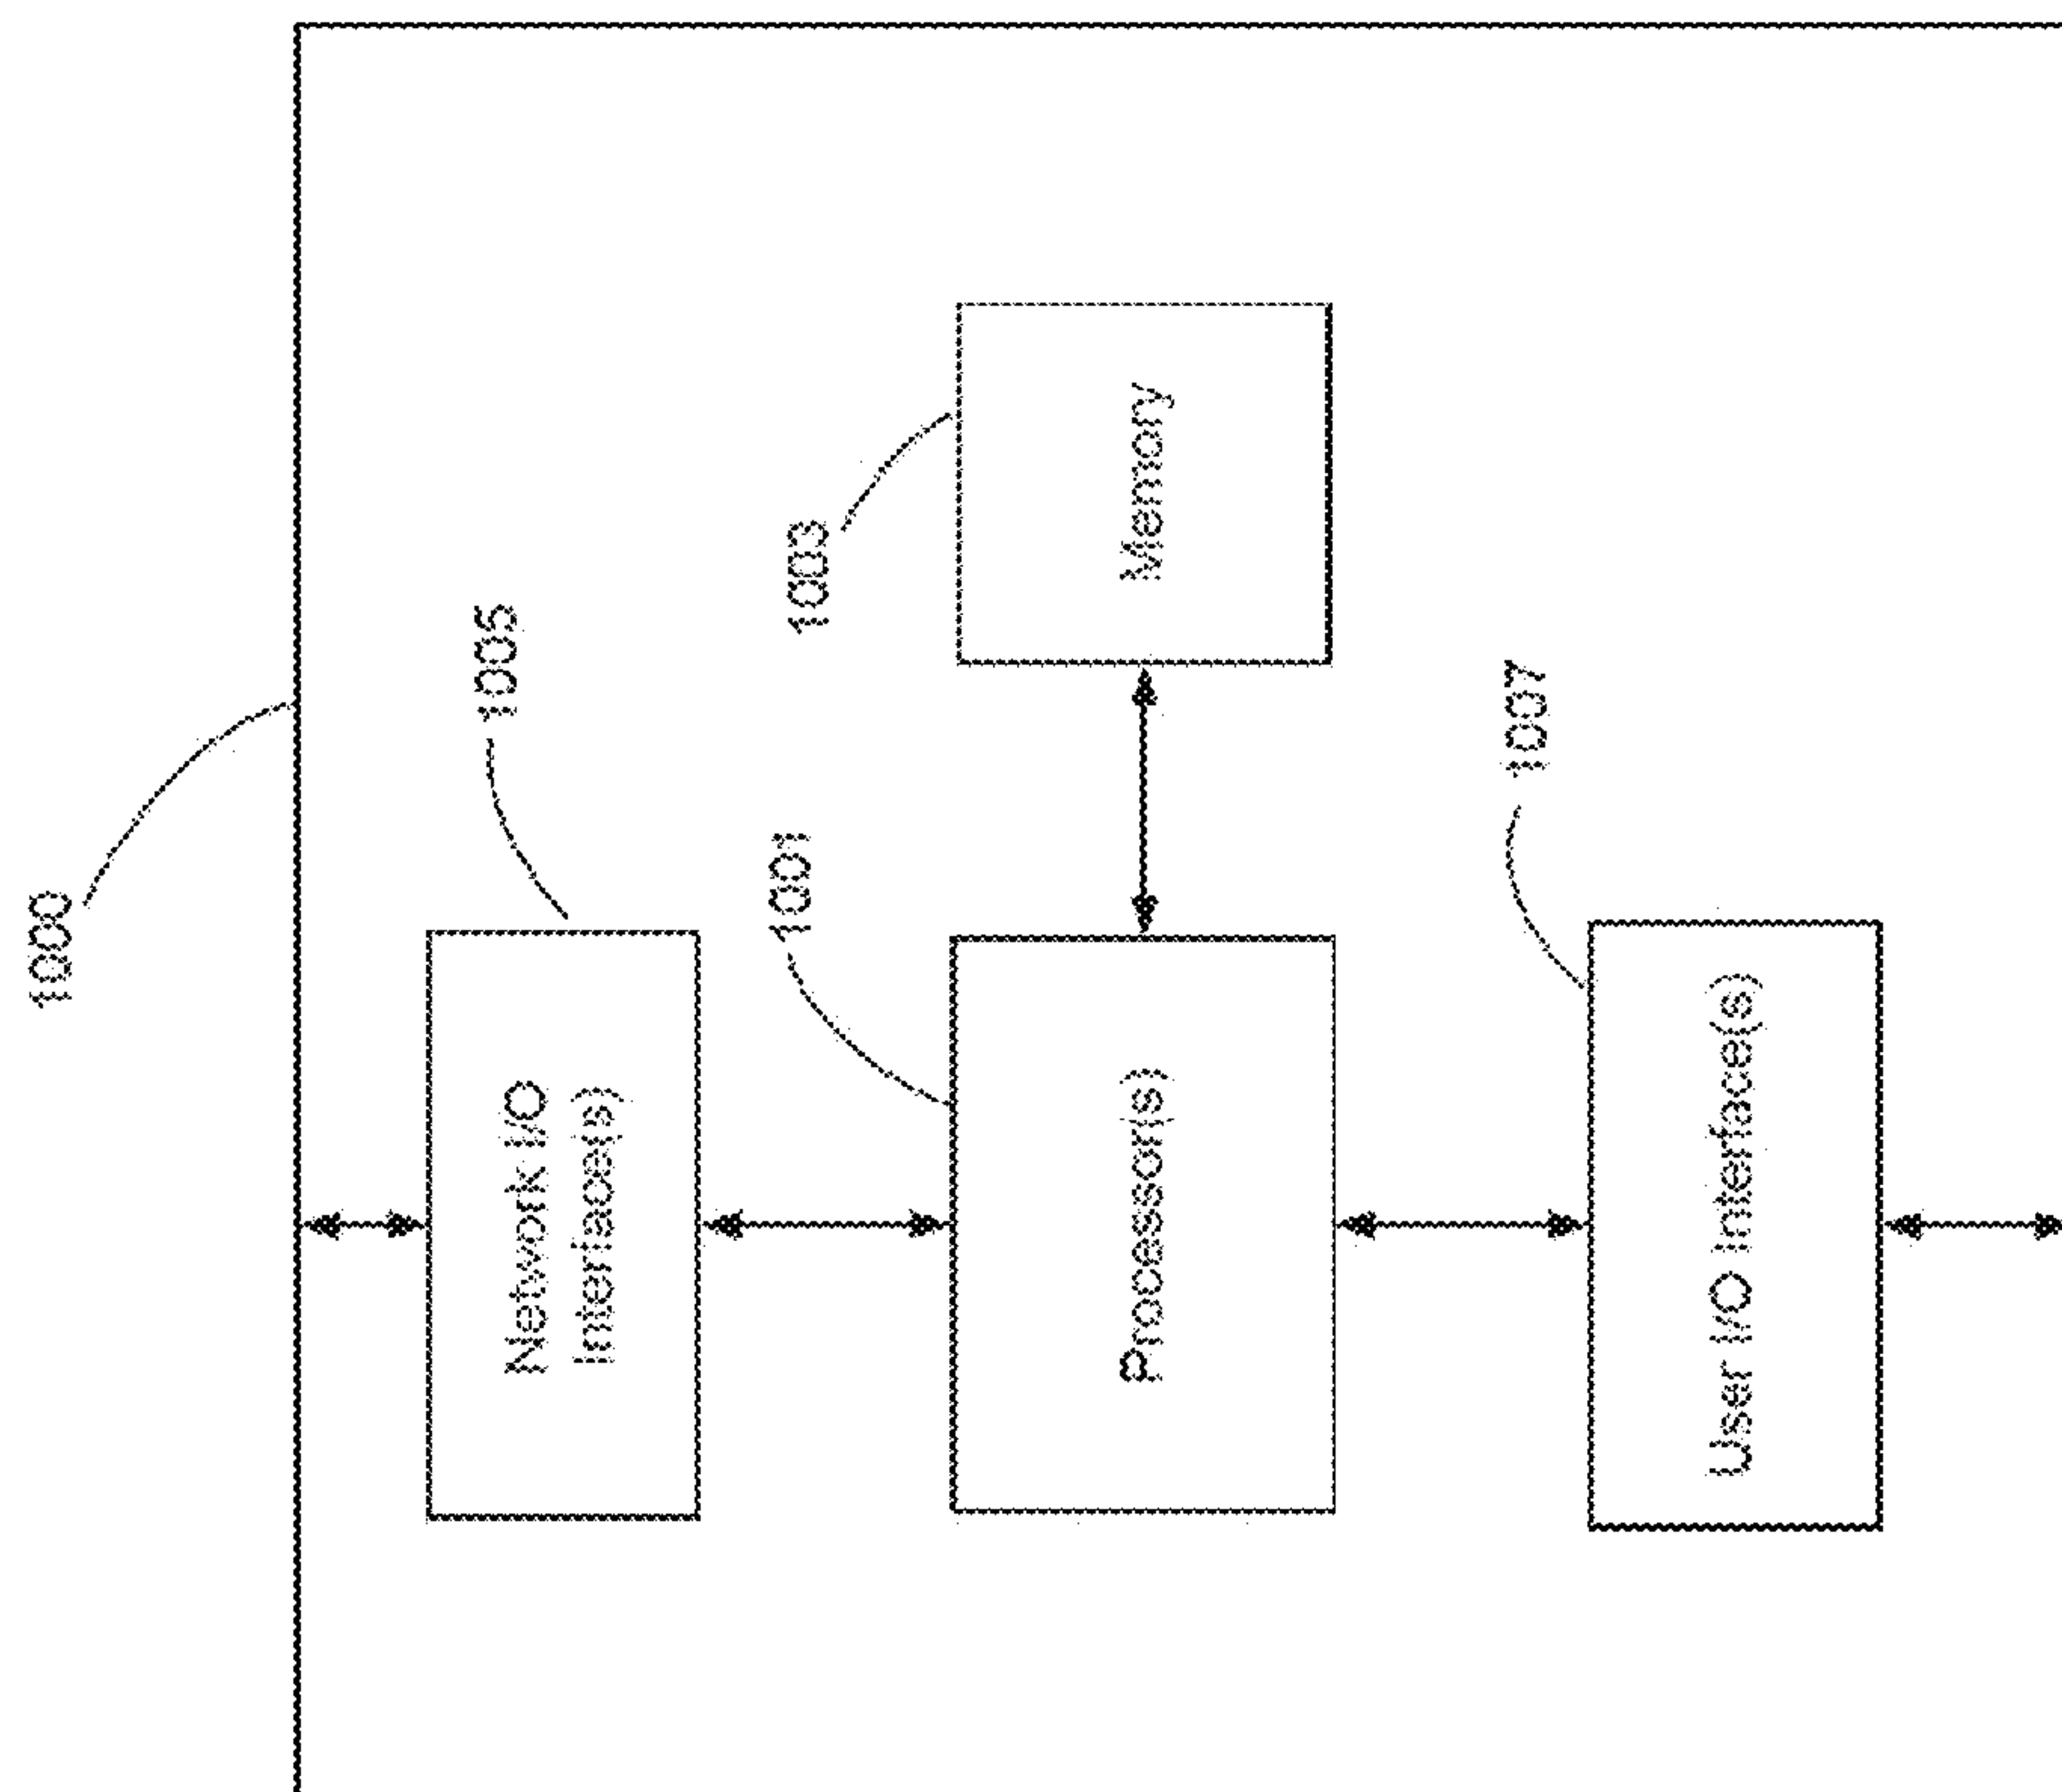 1000
1005
Network I/O
Interface(s)
1001
Processor(s)
1003
Memory
1007
User I/O Interface(s)